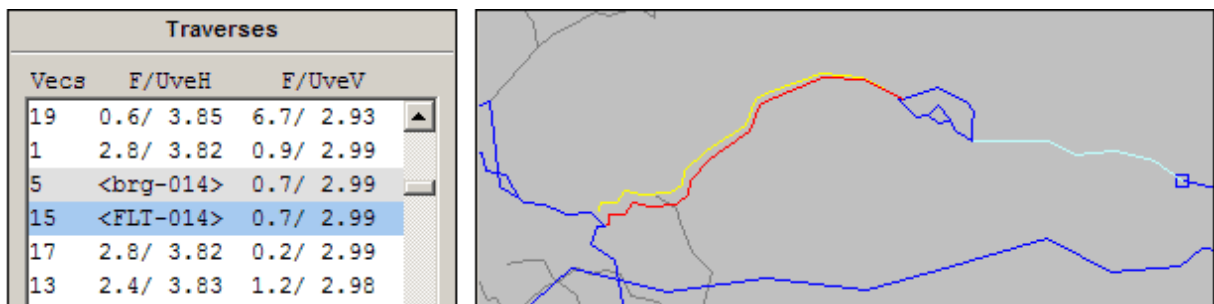 Traverses
Vecs F/UveH F/UveV
19 0.6/ 3.85 6.7/ 2.93
1 2.8/ 3.82 0.9/ 2.99
5 <brg-014> 0.7/ 2.99
15 <FLT-014> 0.7/ 2.99
17 2.8/ 3.82 0.2/ 2.99
13 2.4/ 3.83 1.2/ 2.98